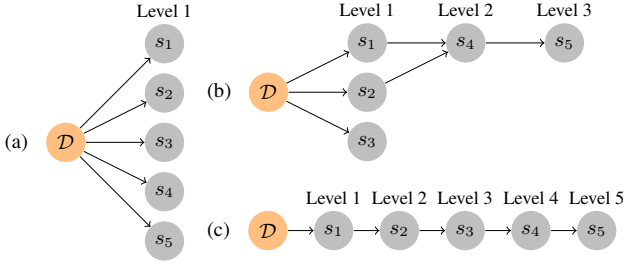 Level 1
s1
s2
(a) D s3
s4
s5
Level 1 Level 2 Level 3
s1 s4 s5
(b) D s2
s3
Level 1 Level 2 Level 3 Level 4 Level 5
(c) D s1 s2 s3 s4 s5